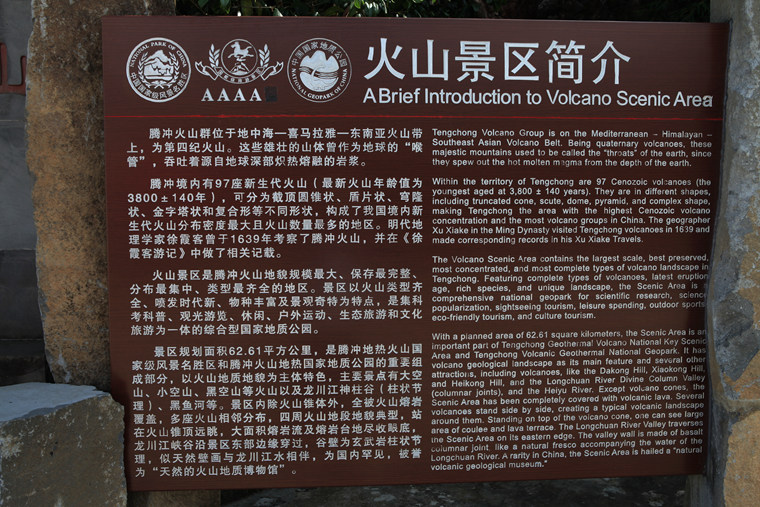 NATIONAL PARK OF CHINA
中国国家级风景名胜区
AAAA
中国国家地质公园
NATIONAL GEOPARK OF CHINA
火山景区简介
A Brief Introduction to Volcano Scenic Area
腾冲火山群位于地中海—喜马拉雅—东南亚火山带
上，为第四纪火山。这些雄壮的山体曾作为地球的“喉
管”，吞吐着源自地球深部炽热熔融的岩浆。
腾冲境内有97座新生代火山（最新火山年龄值为
3800±140年），可分为截顶圆锥状、盾片状、穹隆
状、金字塔状和复合形等不同形状，构成了我国境内新
生代火山分布密度最大且火山数量最多的地区。明代地
理学家徐霞客曾于1639年考察了腾冲火山，并在《徐
霞客游记》中做了相关记载。
火山景区是腾冲火山地貌规模最大、保存最完整、
分布最集中、类型最齐全的地区。景区以火山类型齐
全、喷发时代新、物种丰富及景观奇特为特点，是集科
考科普、观光游览、休闲、户外运动、生态旅游和文化
旅游为一体的综合型国家地质公园。
景区规划面积62.61平方公里，是腾冲地热火山国
家级风景名胜区和腾冲火山地热国家地质公园的重要组
成部分，以火山地质地貌为主体特色，主要景点有大空
山、小空山、黑空山等火山以及龙川江神柱谷（柱状节
理）、黑鱼河等。景区内除火山锥体外，全被火山熔岩
覆盖，多座火山相邻分布，四周火山地段地貌典型，站
在火山锥顶远眺，大面积熔岩流及熔岩台地尽收眼底，
龙川江峡谷沿景区东部边缘穿过，谷壁为玄武岩柱状节
理，似天然壁画与龙川江水相伴，为国内罕见，被誉
为“天然的火山地质博物馆”。
Tengchong Volcano Group is on the Mediterranean – Himalayan –
Southeast Asian Volcano Belt. Being quaternary volcanoes, these
majestic mountains used to be called the “throats” of the earth, since
they spew out the hot molten magma from the depth of the earth.
Within the territory of Tengchong are 97 Cenozoic volcanoes (the
youngest aged at 3,800 ± 140 years). They are in different shapes,
including truncated cone, scute, dome, pyramid, and complex shape,
making Tengchong the area with the highest Cenozoic volcano
concentration and the most volcano groups in China. The geographer
Xu Xiake in the Ming Dynasty visited Tengchong volcanoes in 1639 and
made corresponding records in his Xu Xiake Travels.
The Volcano Scenic Area contains the largest scale, best preserved,
most concentrated, and most complete types of volcano landscape in
Tengchong. Featuring complete types of volcanoes, latest eruption
age, rich species, and unique landscape, the Scenic Area is a
comprehensive national geopark for scientific research, science
popularization, sightseeing tourism, leisure spending, outdoor sports,
eco-friendly tourism, and culture tourism.
With a planned area of 62.61 square kilometers, the Scenic Area is an
important part of Tengchong Geothermal Volcano National Key Scenic
Area and Tengchong Volcanic Geothermal National Geopark. It has
volcano geological landscape as its main feature and several other
attractions, including volcanoes, like the Dakong Hill, Xiaokong Hill,
and Heikong Hill, and the Longchuan River Divine Column Valley
(columnar joints), and the Heiyu River. Except volcano cones, the
Scenic Area has been completely covered with volcanic lava. Several
volcanoes stand side by side, creating a typical volcanic landscape
around them. Standing on top of the volcano cone, one can see large
area of coulee and lava terrace. The Longchuan River Valley traverses
the Scenic Area on its eastern edge. The valley wall is made of basalt
columnar joint like a natural fresco accompanying the water of the
Longchuan River. A rarity in China, the Scenic Area is hailed a "natural
volcanic geological museum."